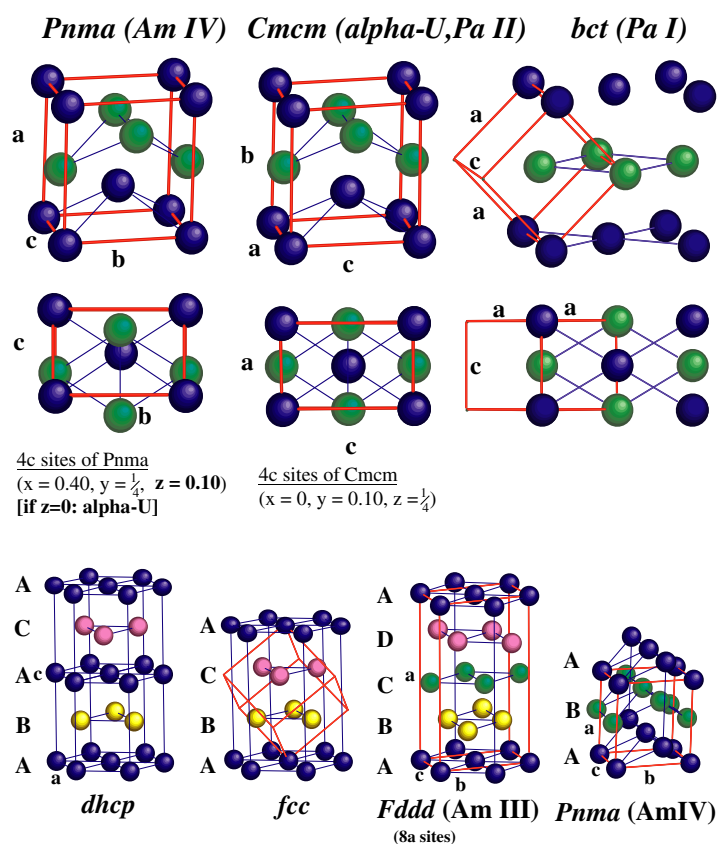 Pnma (Am IV) Cmcm (alpha-U,Pa II) bct (Pa I)
a
c
b
b
a
c
a
c
a
c
b
a
c
a a
c
4c sites of Pnma
(x = 0.40, y = 1/4, z = 0.10)
[if z=0: alpha-U]
4c sites of Cmcm
(x = 0, y = 0.10, z = 1/4)
A
C
A c
B
A
a
dhcp
A
C
B
A
fcc
A
D
C a
B
A
c b
Fddd (Am III)
(8a sites)
A
B
a
A
c b
Pnma (AmIV)